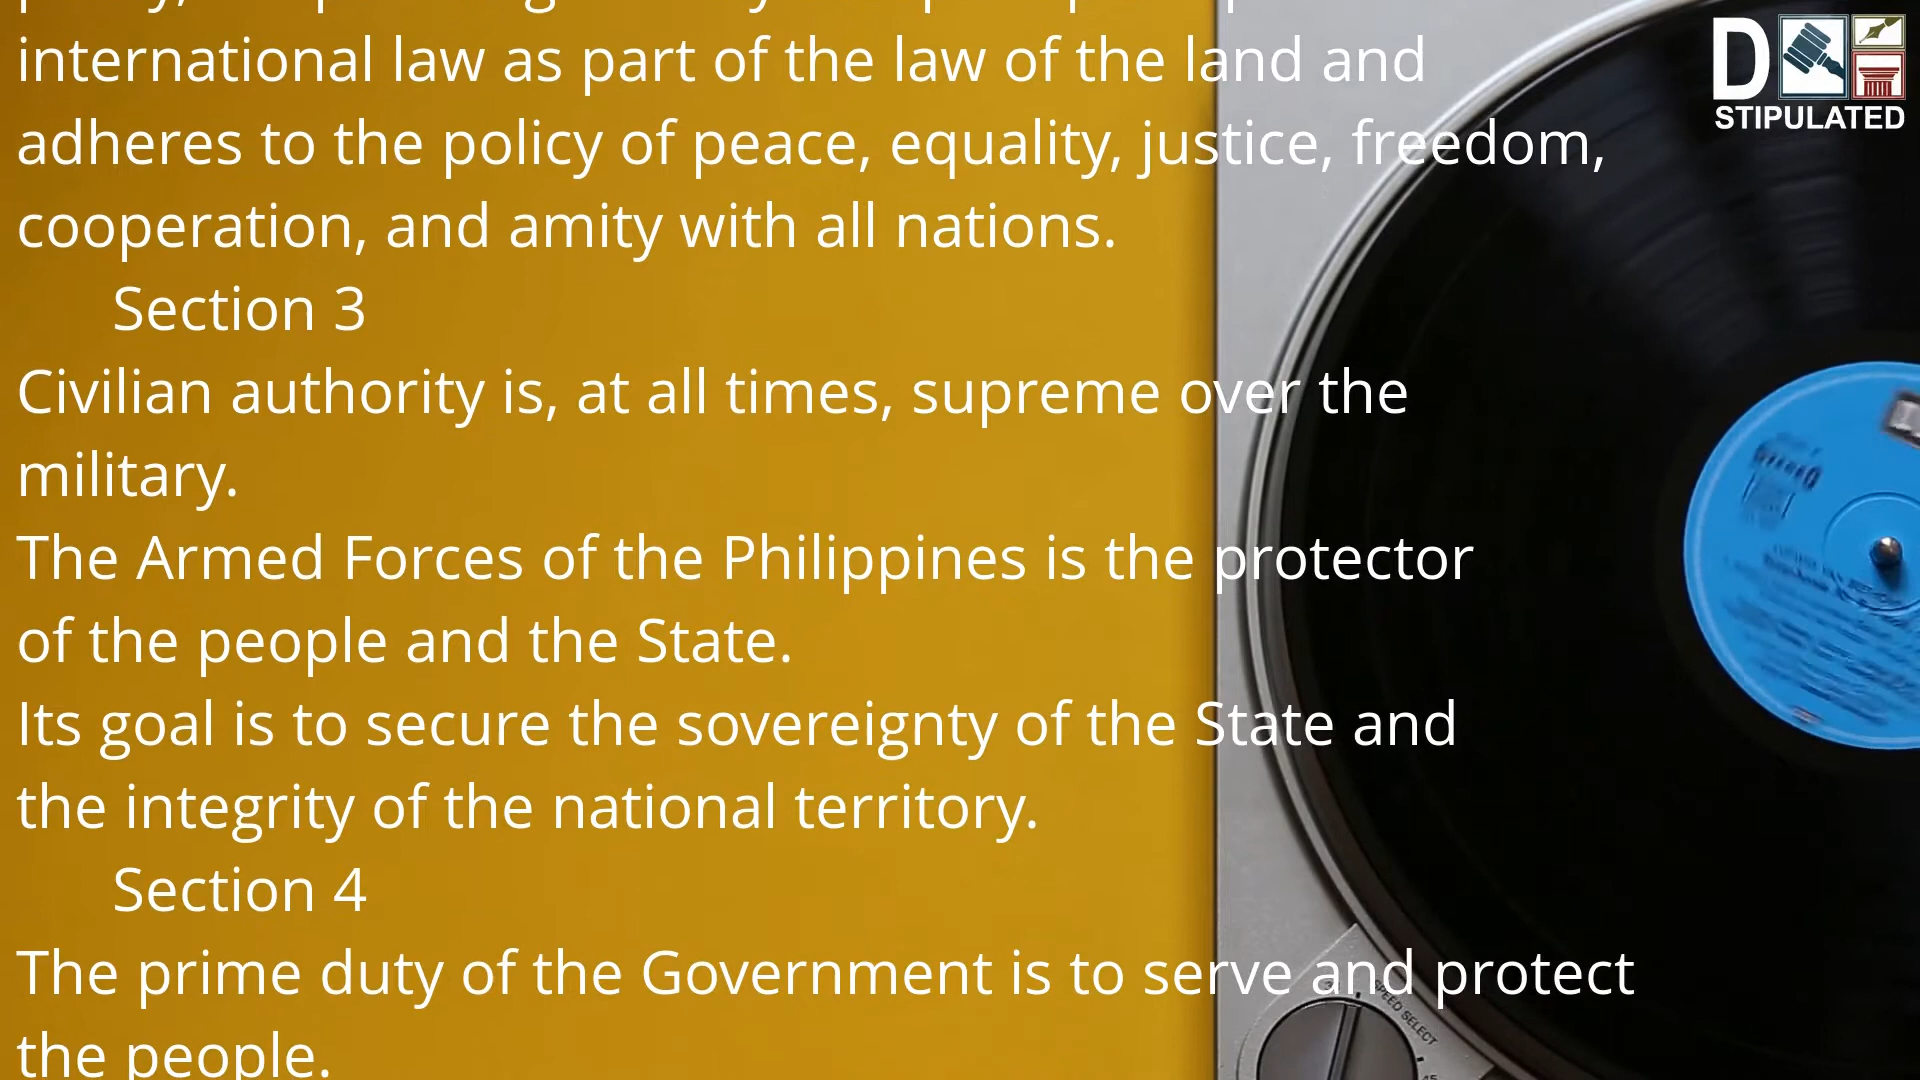 international law as part of the law of the land and
adheres to the policy of peace, equality, justice, freedom,
cooperation, and amity with all nations.
Section 3
Civilian authority is, at all times, supreme over the
military.
The Armed Forces of the Philippines is the protector
of the people and the State.
Its goal is to secure the sovereignty of the State and
the integrity of the national territory.
Section 4
The prime duty of the Government is to serve and protect
the people.
D
STIPULATED
SPEED SELECT
45